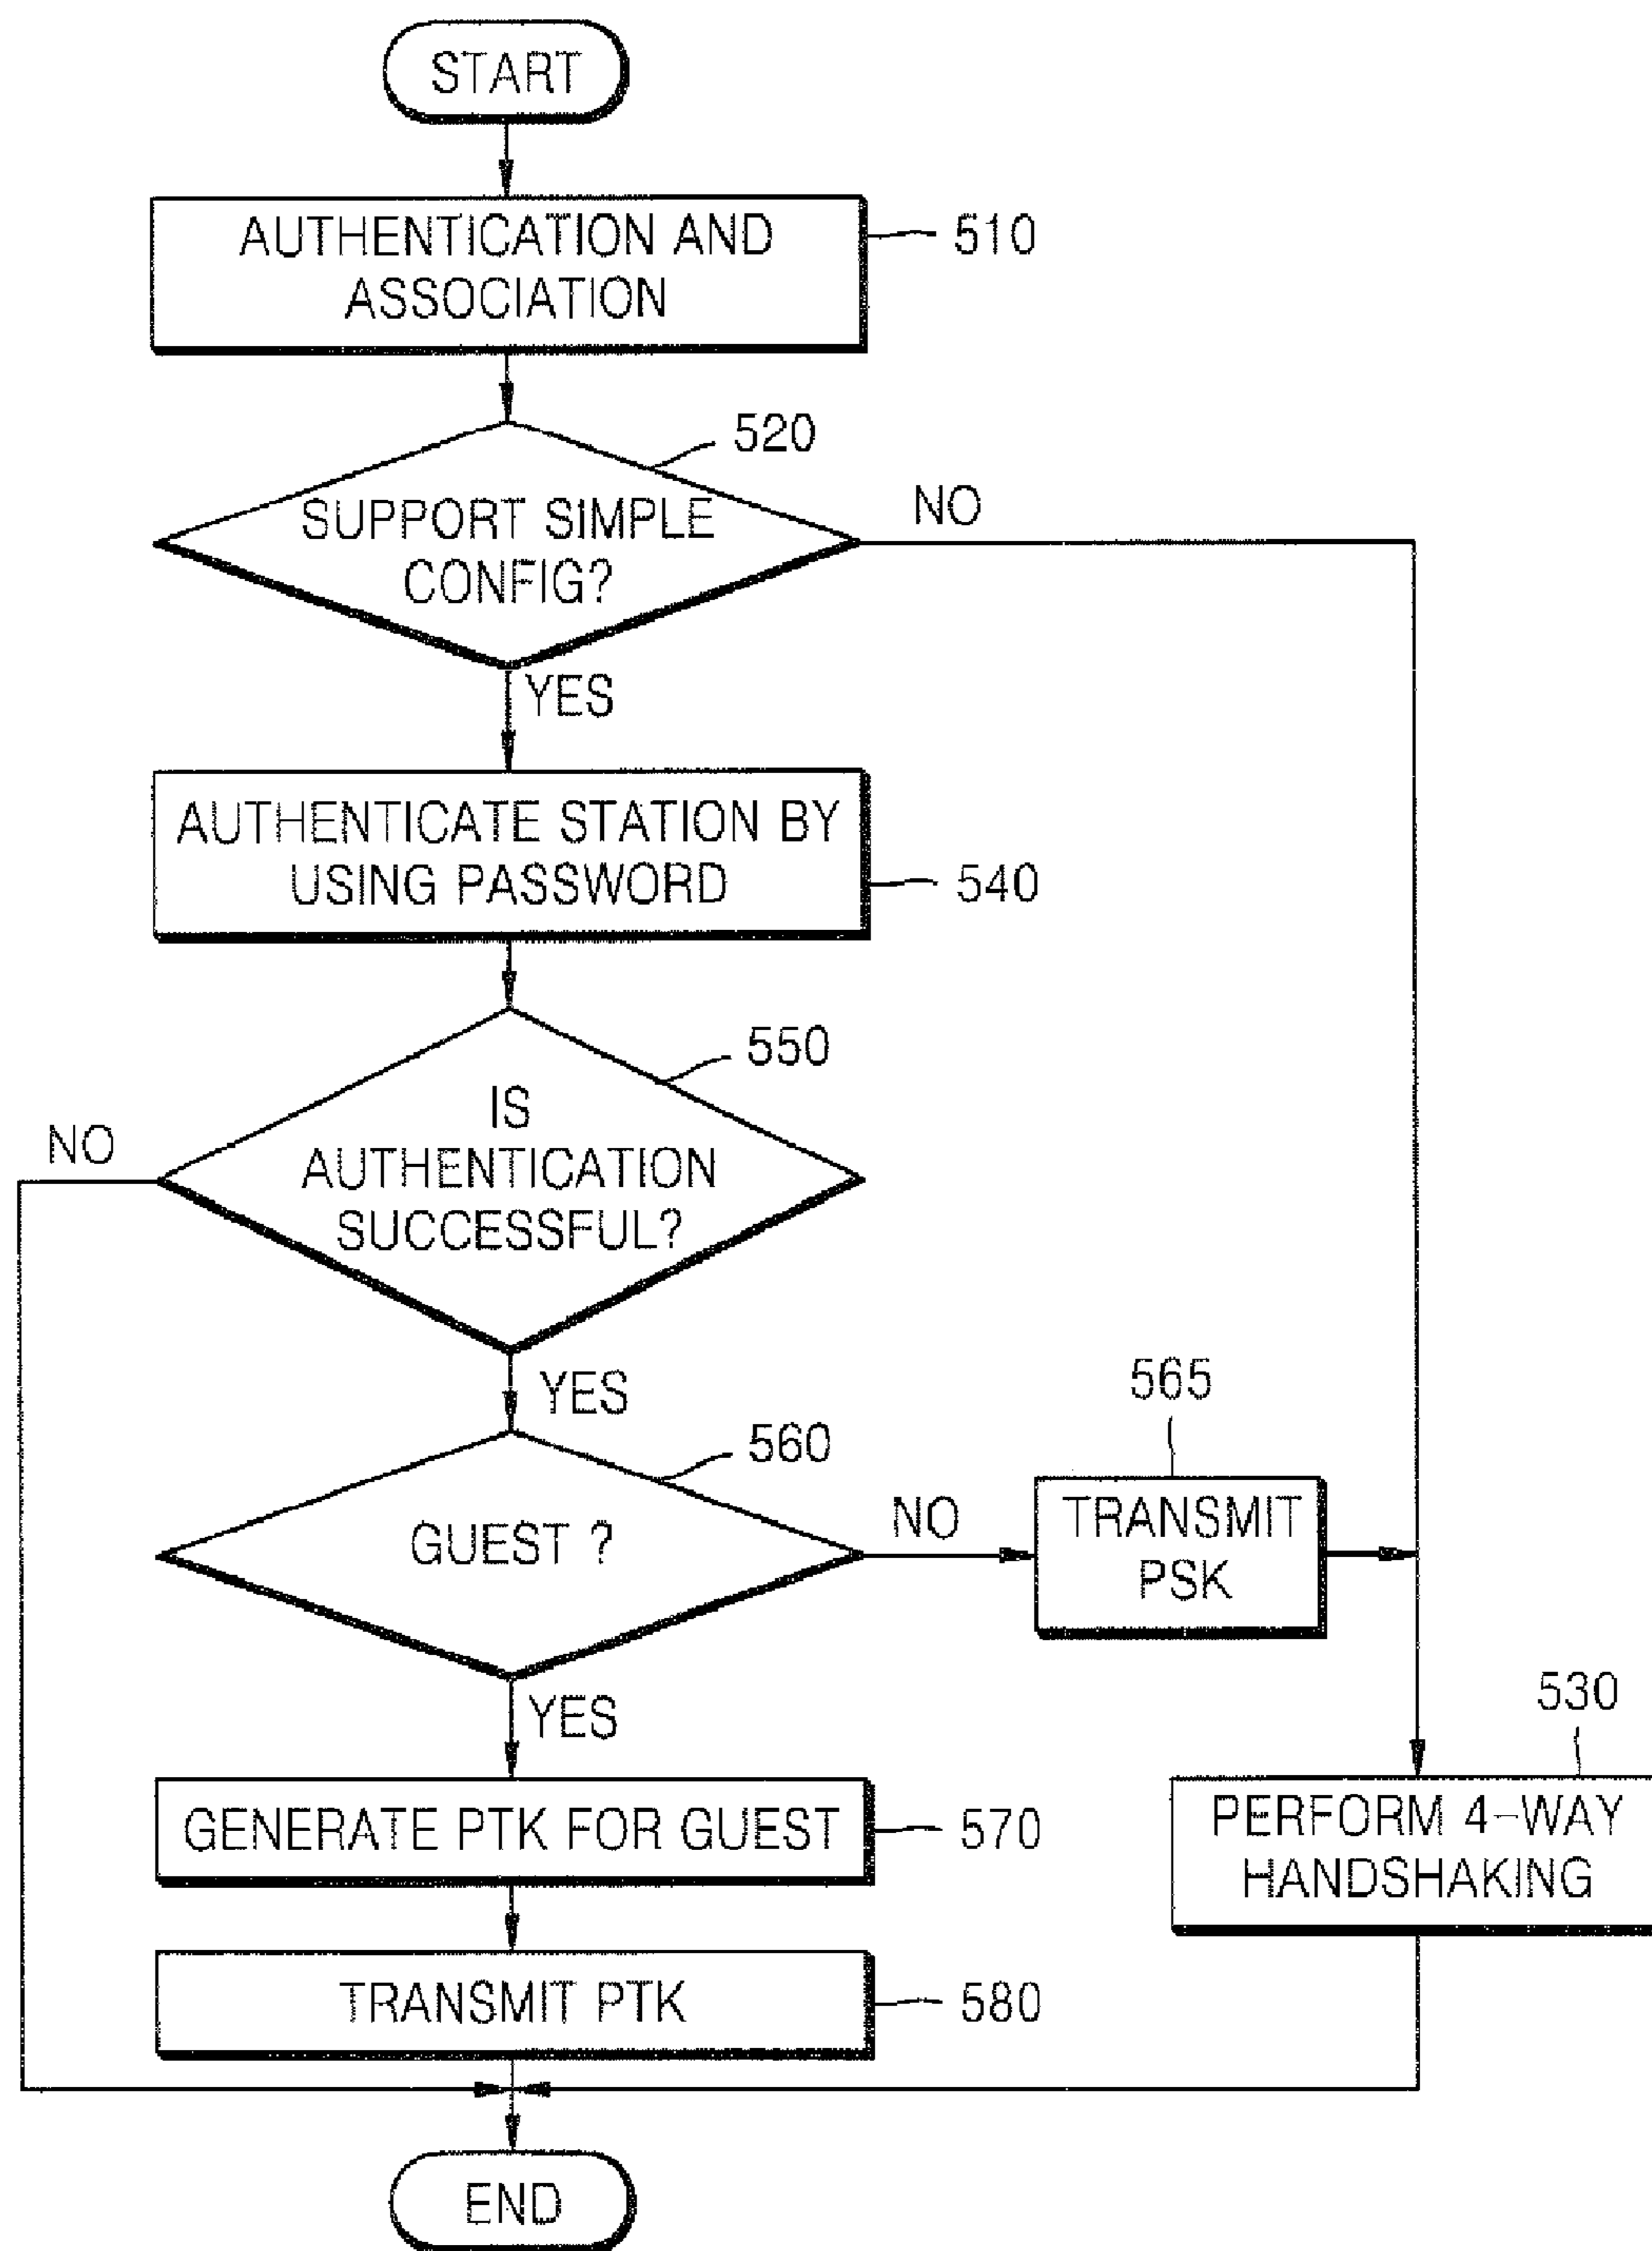 START
AUTHENTICATION AND
ASSOCIATION
510
520
SUPPORT SIMPLE
CONFIG?
NO
YES
AUTHENTICATE STATION BY
USING PASSWORD
540
550
IS
AUTHENTICATION
SUCCESSFUL?
NO
YES
560
GUEST ?
NO
565
TRANSMIT
PSK
YES
530
PERFORM 4-WAY
HANDSHAKING
GENERATE PTK FOR GUEST
570
TRANSMIT PTK
580
END